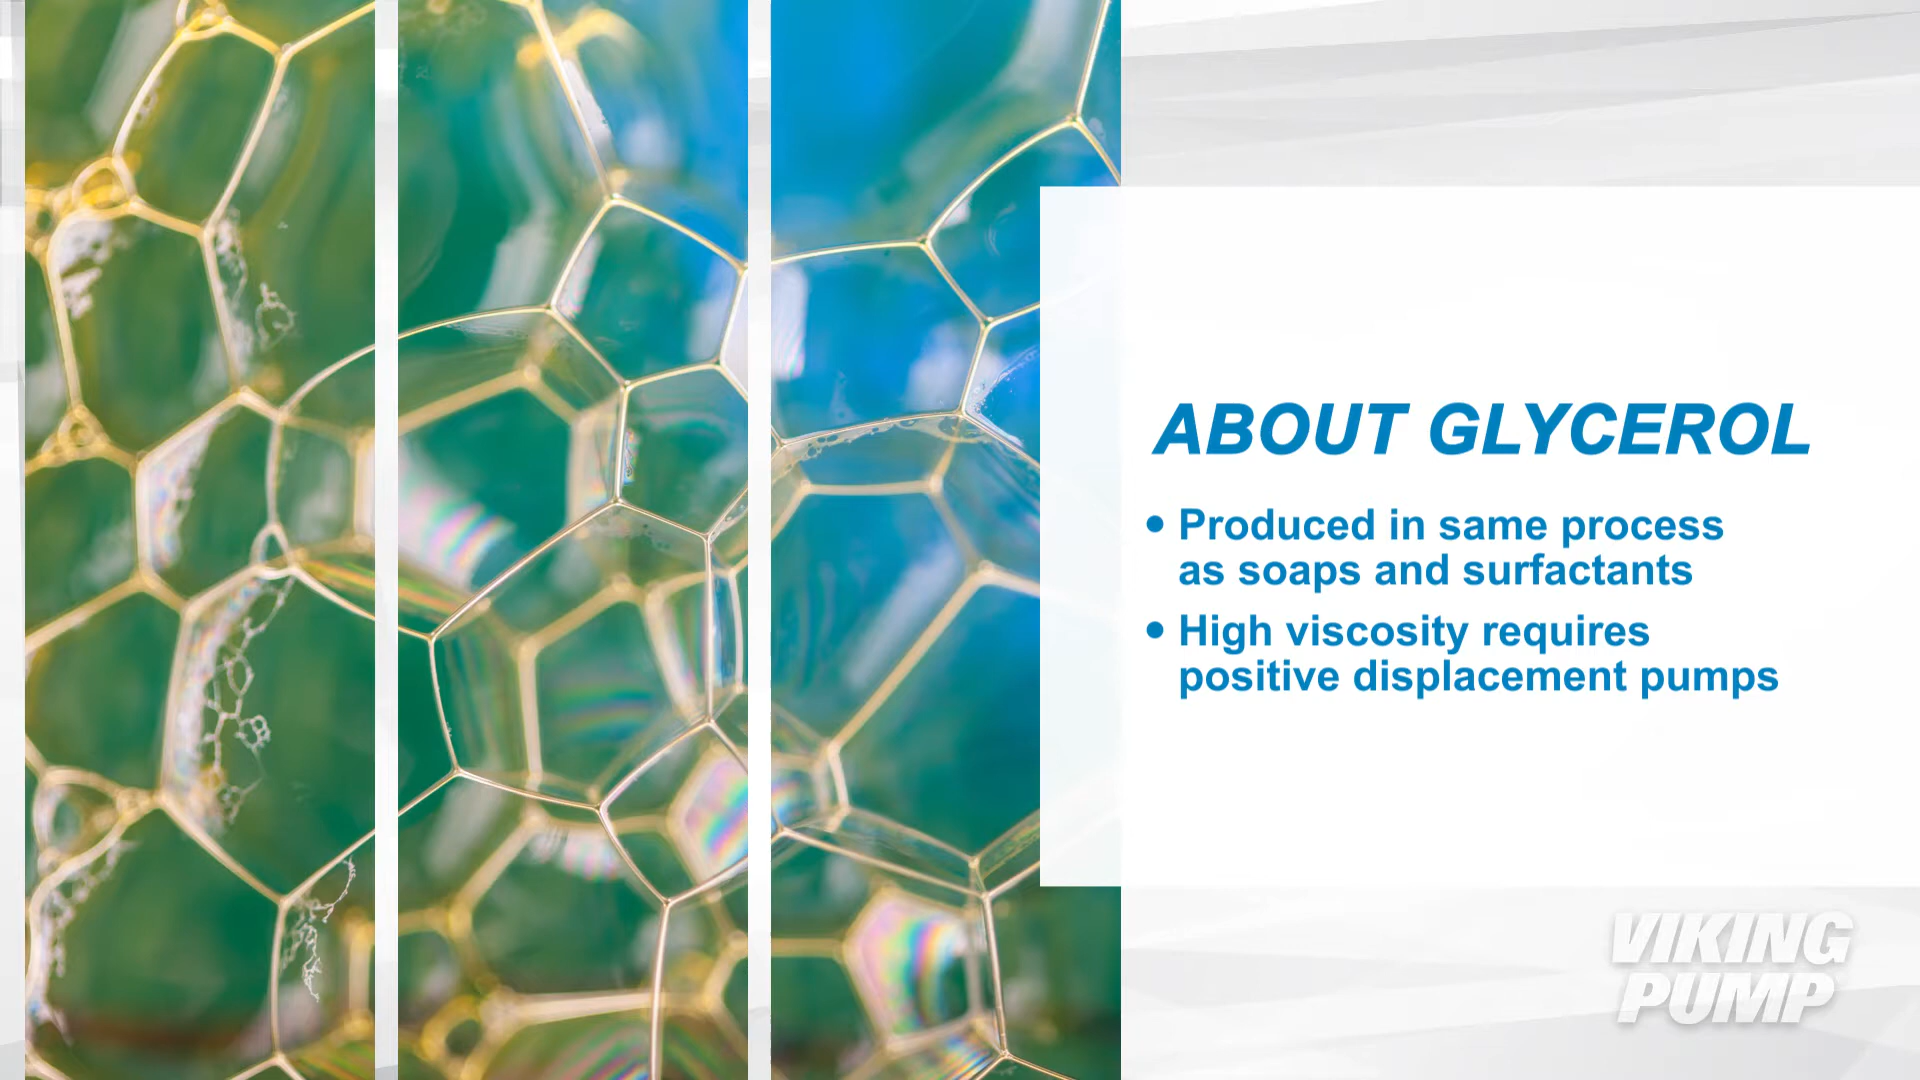 ABOUT GLYCEROL
• Produced in same process
as soaps and surfactants
• High viscosity requires
positive displacement pumps
VIKING
PUMP